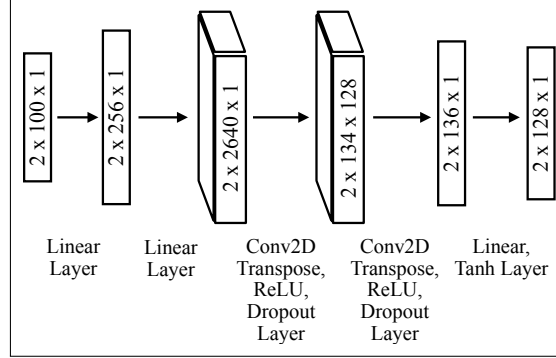 2 x 100 x 1
2 x 256 x 1
2 x 2640 x 1
2 x 134 x 128
2 x 136 x 1
2 x 128 x 1
Linear
Layer
Linear
Layer
Conv2D
Transpose,
ReLU,
Dropout
Layer
Conv2D
Transpose,
ReLU,
Dropout
Layer
Linear,
Tanh Layer